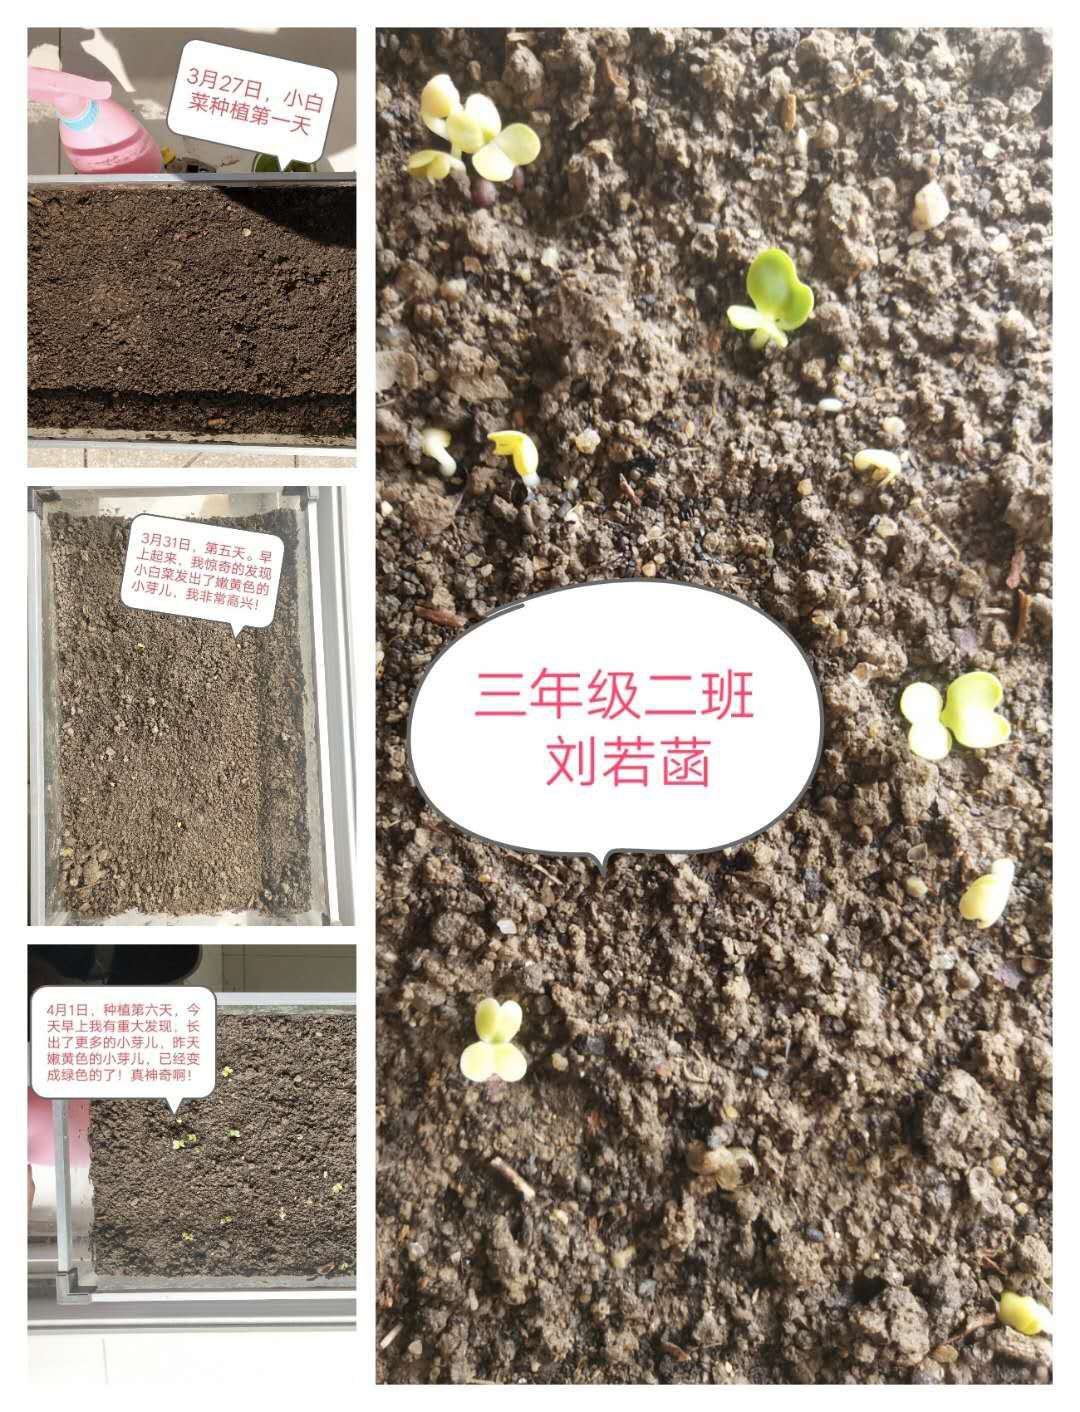 3月27日，小白
菜种植第一天
3月31日，第五天。早
上起来，我惊奇的发现
小白菜发出了嫩黄色的
小芽儿，我非常高兴！
4月1日，种植第六天，今
天早上我有重大发现，长
出了更多的小芽儿，昨天
嫩黄色的小芽儿，已经变
成绿色的了！真神奇啊！
三年级二班
刘若菡